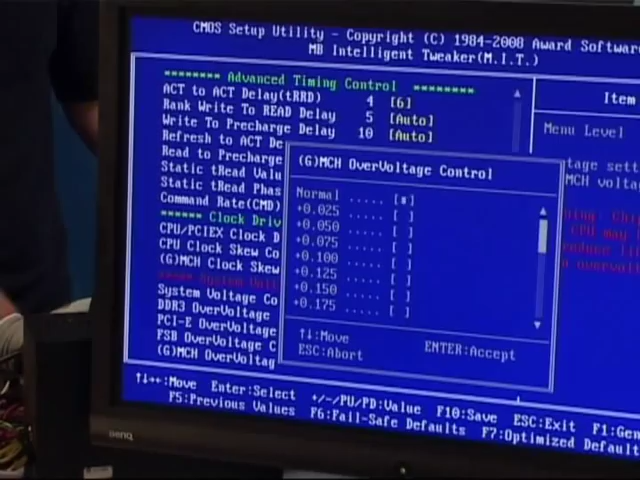 CMOS Setup Utility - Copyright (C) 1984-2008 Award Softwar
MB Intelligent Tweaker(M.I.T.)
******** Advanced Timing Control ********
Item
ACT to ACT Delay(tRRD) 4 [6]
Rank Write To READ Delay 5 [Auto]
Menu Level
Write To Precharge Delay 10 [Auto]
Refresh to ACT De
Read to Precharge
Static tRead Valu
Static tRead Phas
Command Rate(CMD)
****** Clock Driv
CPU/PCIEX Clock D
CPU Clock Skew Co
(G)MCH Clock Skew
System Voltage Co
DDR3 OverVoltage
PCI-E OverVoltage
FSB OverVoltage C
(G)MCH OverVoltag
(G)MCH OverVoltage Control
Normal ..... [■]
+0.025 ..... [ ]
+0.050 ..... [ ]
+0.075 ..... [ ]
+0.100 ..... [ ]
+0.125 ..... [ ]
+0.150 ..... [ ]
+0.175 ..... [ ]
↑↓:Move ENTER:Accept
ESC:Abort
tage sett
MCH volta
CPU may
overvol
↑↓→←:Move Enter:Select +/-/PU/PD:Value F10:Save ESC:Exit F1:Gen
F5:Previous Values F6:Fail-Safe Defaults F7:Optimized Default
BenQ